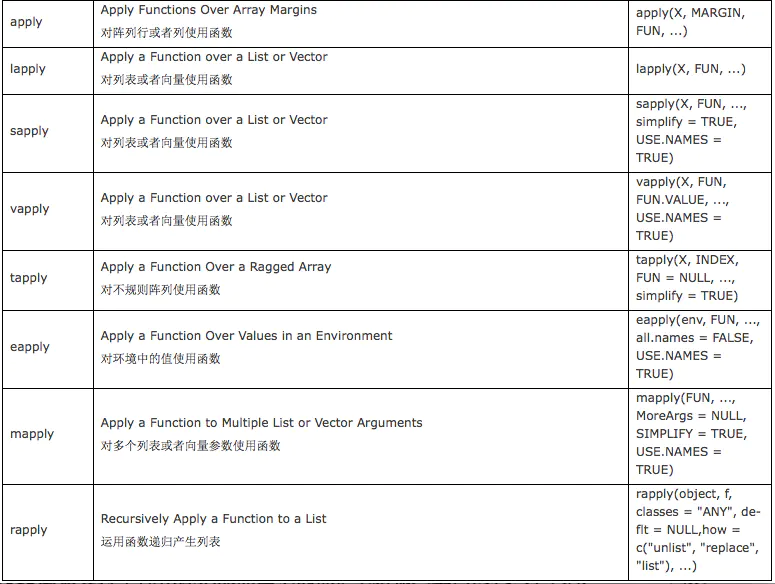 apply
Apply Functions Over Array Margins
对阵列行或者列使用函数
apply(X, MARGIN,
FUN, ...)
lapply
Apply a Function over a List or Vector
对列表或者向量使用函数
lapply(X, FUN, ...)
sapply
Apply a Function over a List or Vector
对列表或者向量使用函数
sapply(X, FUN, ...,
simplify = TRUE,
USE.NAMES =
TRUE)
vapply
Apply a Function over a List or Vector
对列表或者向量使用函数
vapply(X, FUN,
FUN.VALUE, ...,
USE.NAMES =
TRUE)
tapply
Apply a Function Over a Ragged Array
对不规则阵列使用函数
tapply(X, INDEX,
FUN = NULL, ...,
simplify = TRUE)
eapply
Apply a Function Over Values in an Environment
对环境中的值使用函数
eapply(env, FUN, ...,
all.names = FALSE,
USE.NAMES =
TRUE)
mapply
Apply a Function to Multiple List or Vector Arguments
对多个列表或者向量参数使用函数
mapply(FUN, ...,
MoreArgs = NULL,
SIMPLIFY = TRUE,
USE.NAMES =
TRUE)
rapply
Recursively Apply a Function to a List
运用函数递归产生列表
rapply(object, f,
classes = "ANY", de-
flt = NULL,how =
c("unlist", "replace",
"list"), ...)